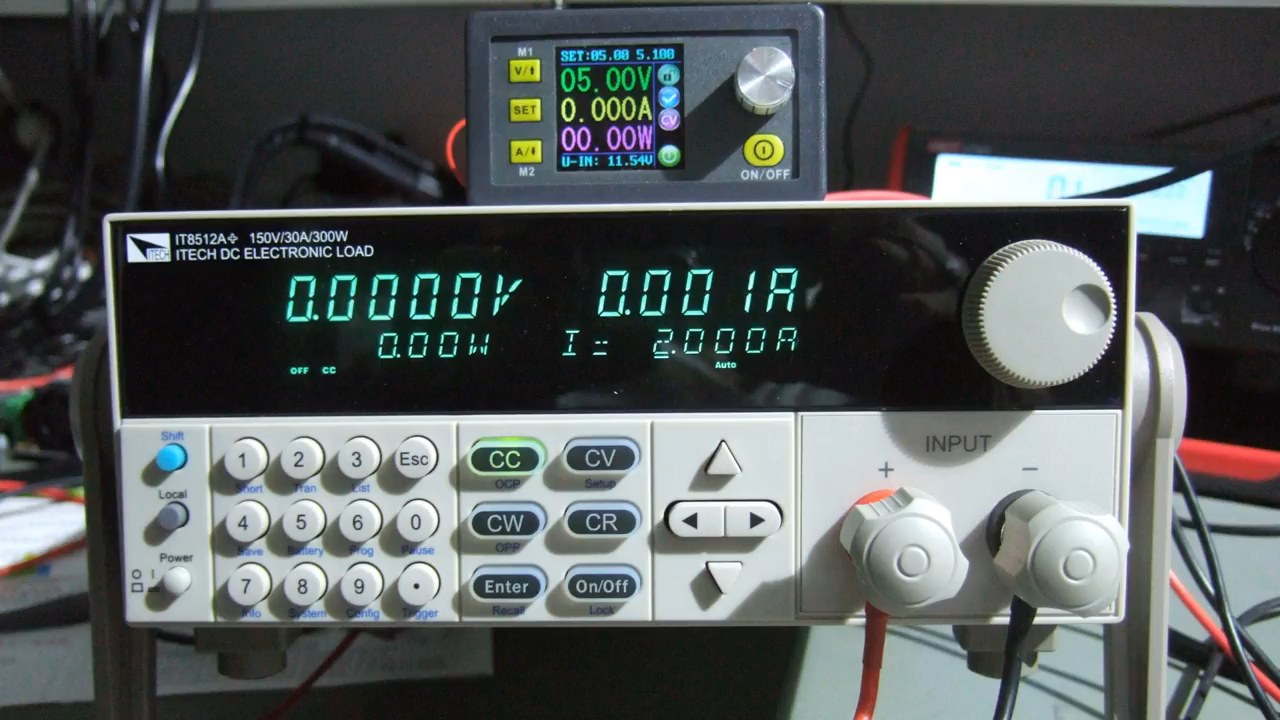 M1
V/⬍
SET
A/⬍
M2
SET:05.00 5.100
05.00V
0.000A
00.00W
U-IN: 11.54V
CV
ON/OFF
ITECH
IT8512A+ 150V/30A/300W
ITECH DC ELECTRONIC LOAD
0.0000V 0.001A
0.00W I = 2.000A
OFF CC Auto
Shift
Local
Power
1 2 3 Esc
Short Tran List
4 5 6 0
Save Battery Prog Pause
7 8 9 •
Info System Config Trigger
CC CV
OCP Setup
CW CR
OPP
Enter On/Off
Recall Lock
INPUT
+ −